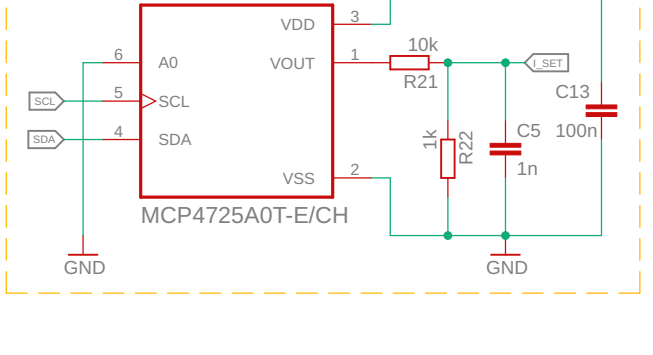 VDD
3
10k
6
A0
VOUT
1
I_SET
R21
C13
SCL
5
SCL
100n
SDA
4
SDA
1k
R22
C5
1n
VSS
2
MCP4725A0T-E/CH
GND
GND